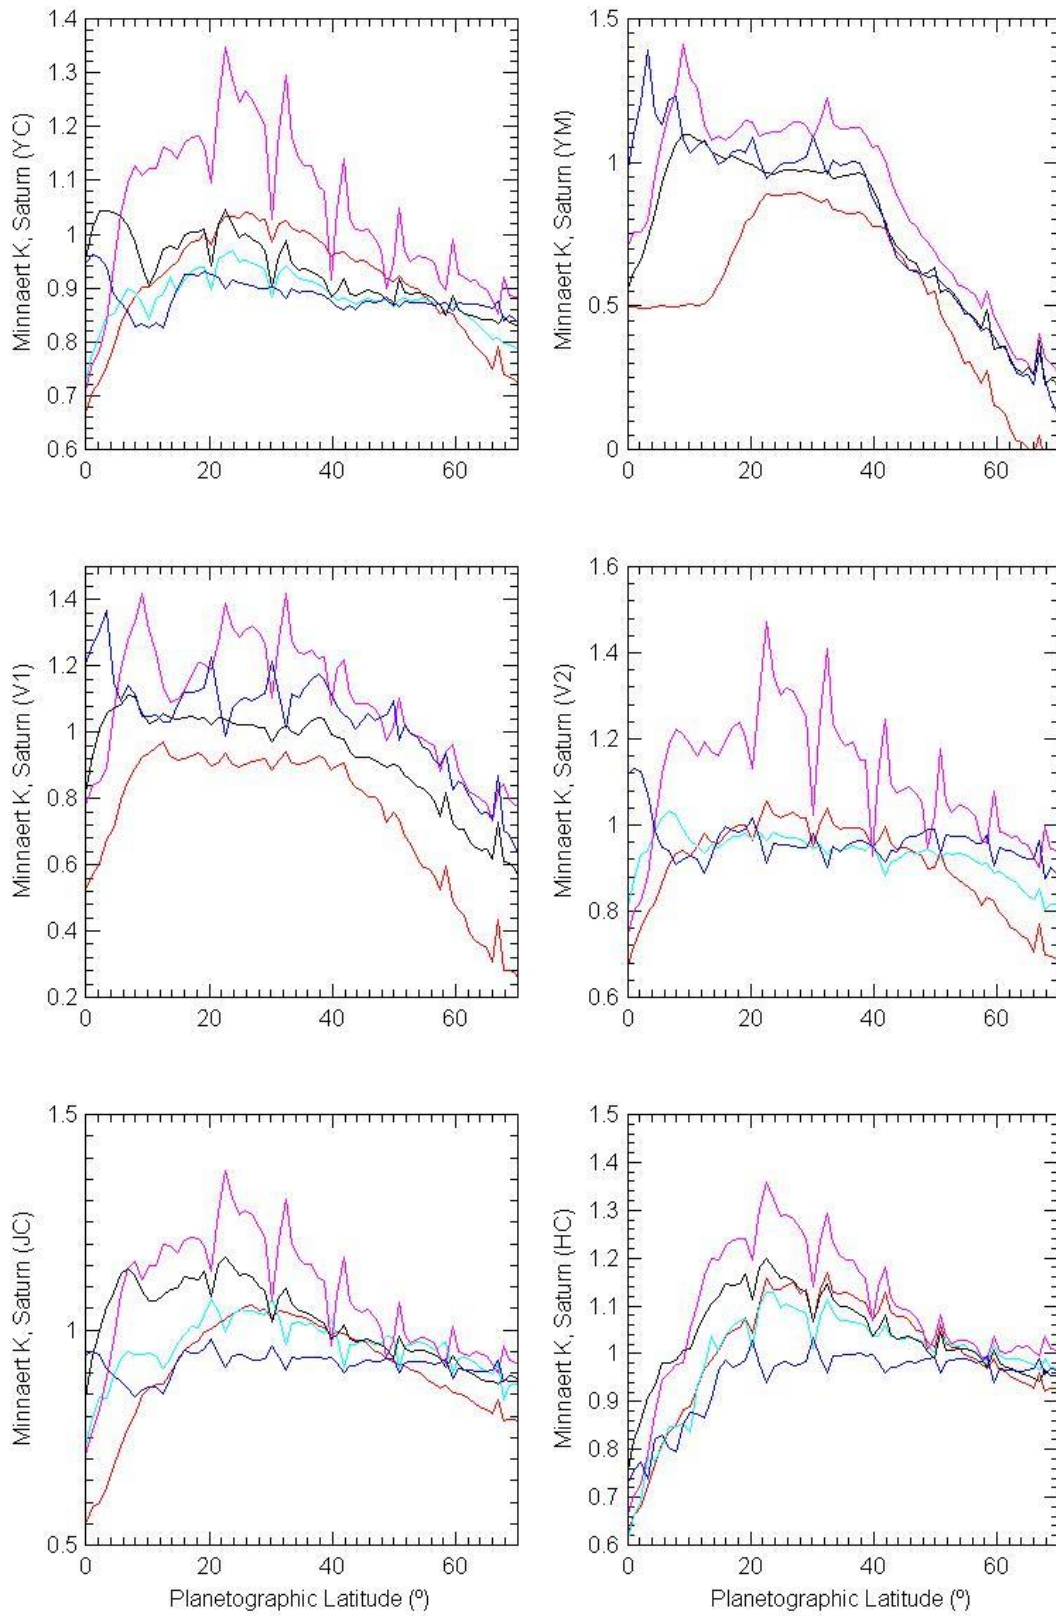 1.4
1.3
1.2
1.1
1
0.9
0.8
0.7
0.6
0 20 40 60
Minnaert K, Saturn (YC)
1.5
1
0.5
0
0 20 40 60
Minnaert K, Saturn (YM)
1.4
1.2
1
0.8
0.6
0.4
0.2
0 20 40 60
Minnaert K, Saturn (V1)
1.6
1.4
1.2
1
0.8
0.6
0 20 40 60
Minnaert K, Saturn (V2)
1.5
1
0.5
0 20 40 60
Minnaert K, Saturn (JC)
Planetographic Latitude (º)
1.5
1.4
1.3
1.2
1.1
1
0.9
0.8
0.7
0.6
0 20 40 60
Minnaert K, Saturn (HC)
Planetographic Latitude (º)